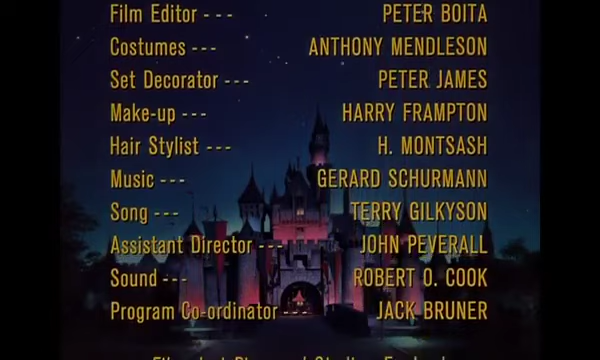 Film Editor --- PETER BOITA
Costumes --- ANTHONY MENDLESON
Set Decorator --- PETER JAMES
Make-up --- HARRY FRAMPTON
Hair Stylist --- H. MONTSASH
Music --- GERARD SCHURMANN
Song --- TERRY GILKYSON
Assistant Director --- JOHN PEVERALL
Sound --- ROBERT O. COOK
Program Co-ordinator --- JACK BRUNER